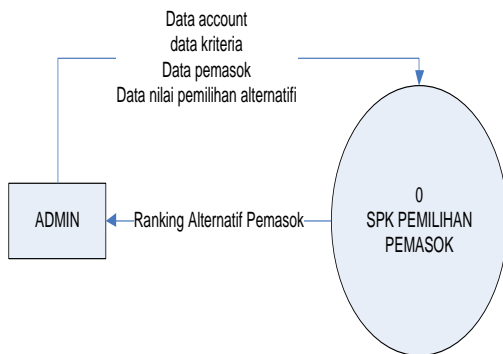 Data account
data kriteria
Data pemasok
Data nilai pemilihan alternatifi
ADMIN
Ranking Alternatif Pemasok
0
SPK PEMILIHAN
PEMASOK